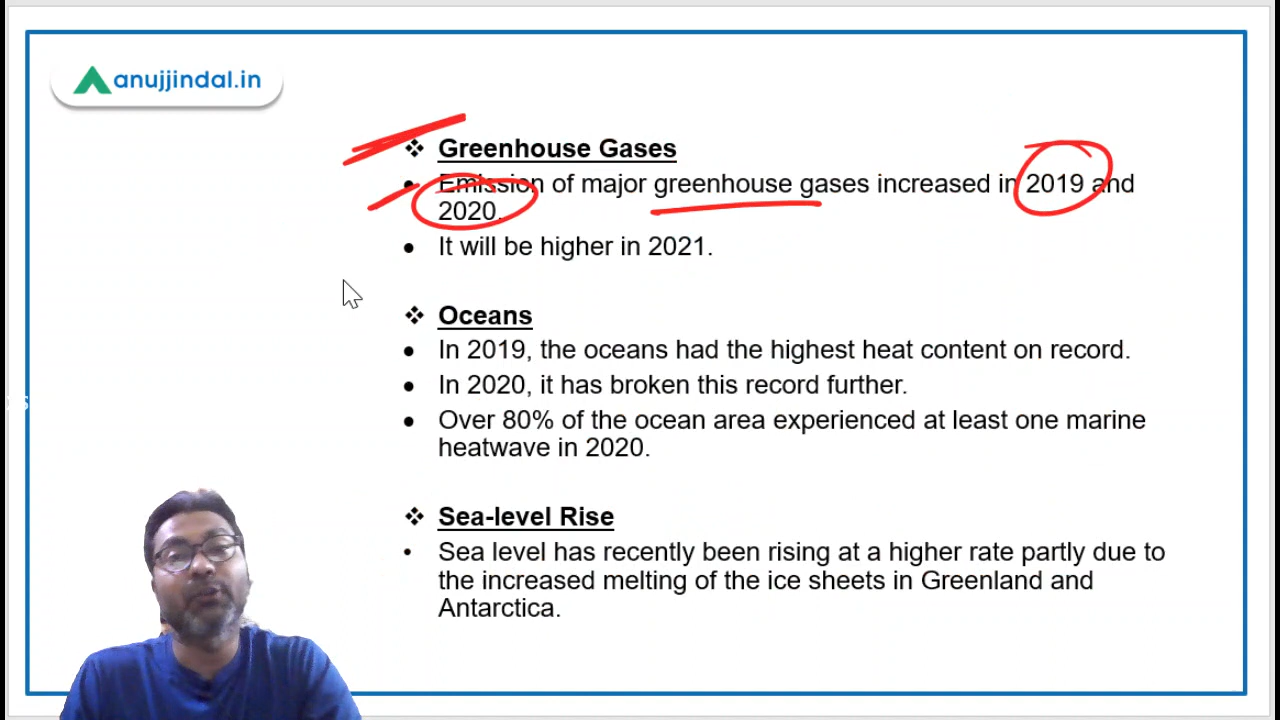 anujjindal.in
❖ Greenhouse Gases
• Emission of major greenhouse gases increased in 2019 and
2020.
• It will be higher in 2021.
❖ Oceans
• In 2019, the oceans had the highest heat content on record.
• In 2020, it has broken this record further.
• Over 80% of the ocean area experienced at least one marine
heatwave in 2020.
❖ Sea-level Rise
• Sea level has recently been rising at a higher rate partly due to
the increased melting of the ice sheets in Greenland and
Antarctica.